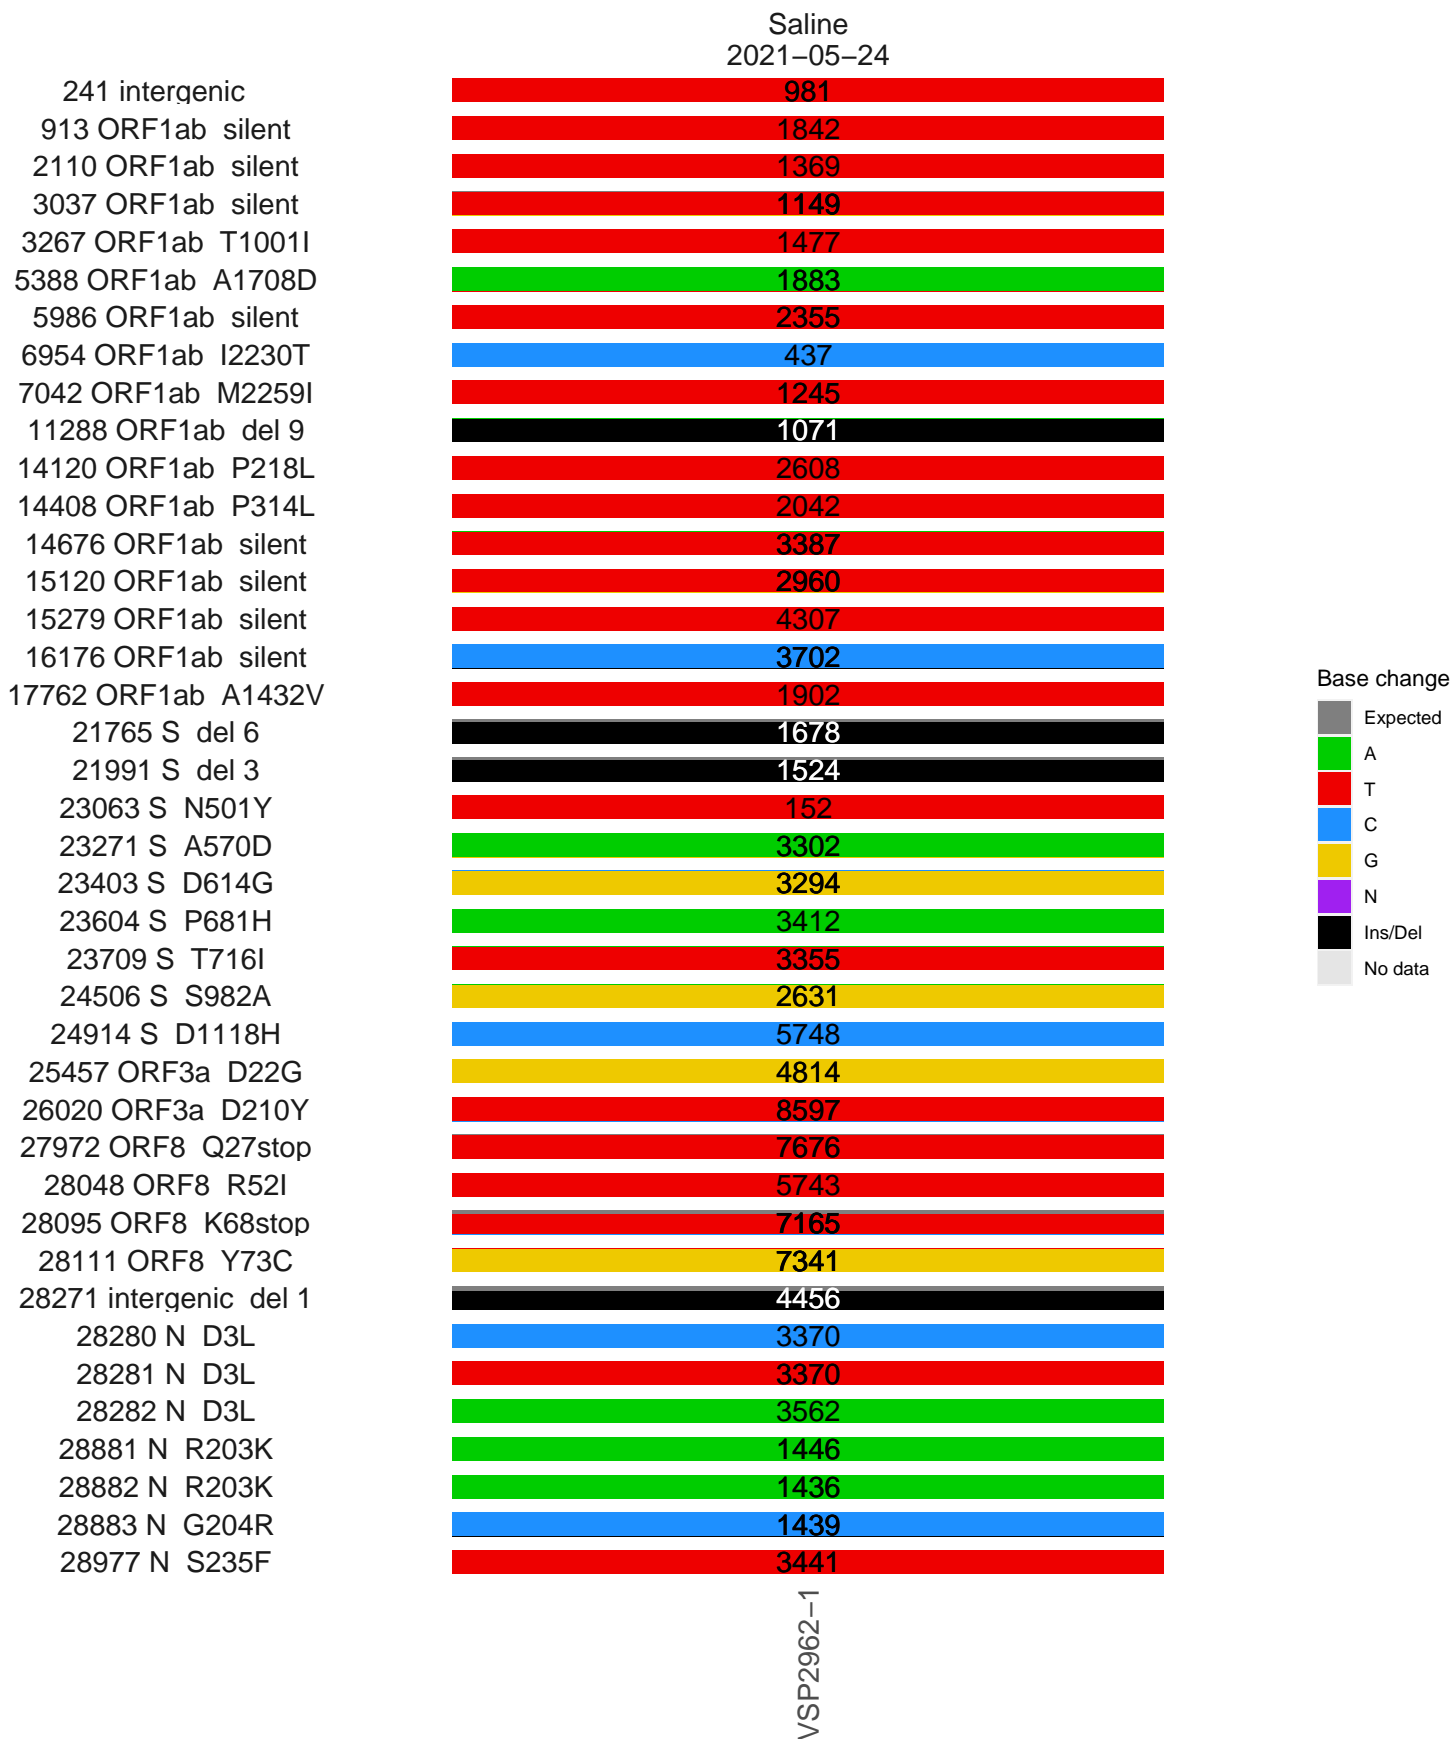 Saline
2021−05−24
241 intergenic 981
913 ORF1ab silent 1842
2110 ORF1ab silent 1369
3037 ORF1ab silent 1149
3267 ORF1ab T1001I 1477
5388 ORF1ab A1708D 1883
5986 ORF1ab silent 2355
6954 ORF1ab I2230T 437
7042 ORF1ab M2259I 1245
11288 ORF1ab del 9 1071
14120 ORF1ab P218L 2608
14408 ORF1ab P314L 2042
14676 ORF1ab silent 3387
15120 ORF1ab silent 2960
15279 ORF1ab silent 4307
16176 ORF1ab silent 3702
17762 ORF1ab A1432V 1902
21765 S del 6 1678
21991 S del 3 1524
23063 S N501Y 152
23271 S A570D 3302
23403 S D614G 3294
23604 S P681H 3412
23709 S T716I 3355
24506 S S982A 2631
24914 S D1118H 5748
25457 ORF3a D22G 4814
26020 ORF3a D210Y 8597
27972 ORF8 Q27stop 7676
28048 ORF8 R52I 5743
28095 ORF8 K68stop 7165
28111 ORF8 Y73C 7341
28271 intergenic del 1 4456
28280 N D3L 3370
28281 N D3L 3370
28282 N D3L 3562
28881 N R203K 1446
28882 N R203K 1436
28883 N G204R 1439
28977 N S235F 3441
VSP2962−1
Base change
Expected
A
T
C
G
N
Ins/Del
No data